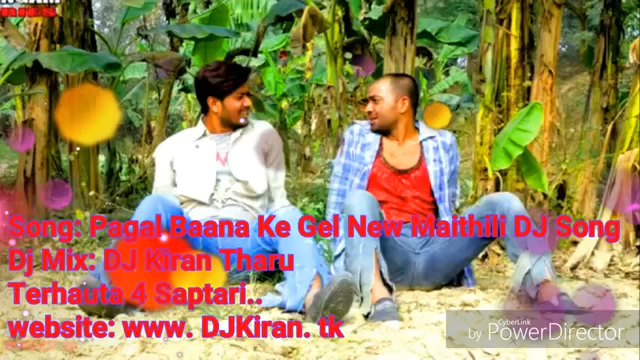 Song: Pagal Baana Ke Gel New Maithili DJ Song
Dj Mix: DJ Kiran Tharu
Terhauta 4 Saptari..
website: www. DJKiran. tk
CyberLink
by PowerDirector